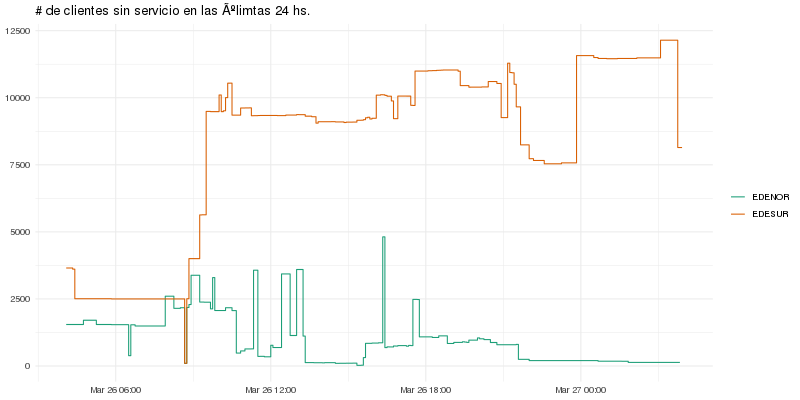 # de clientes sin servicio en las Ãºlimtas 24 hs.
12500
10000
7500
5000
2500
0
Mar 26 06:00
Mar 26 12:00
Mar 26 18:00
Mar 27 00:00
EDENOR
EDESUR